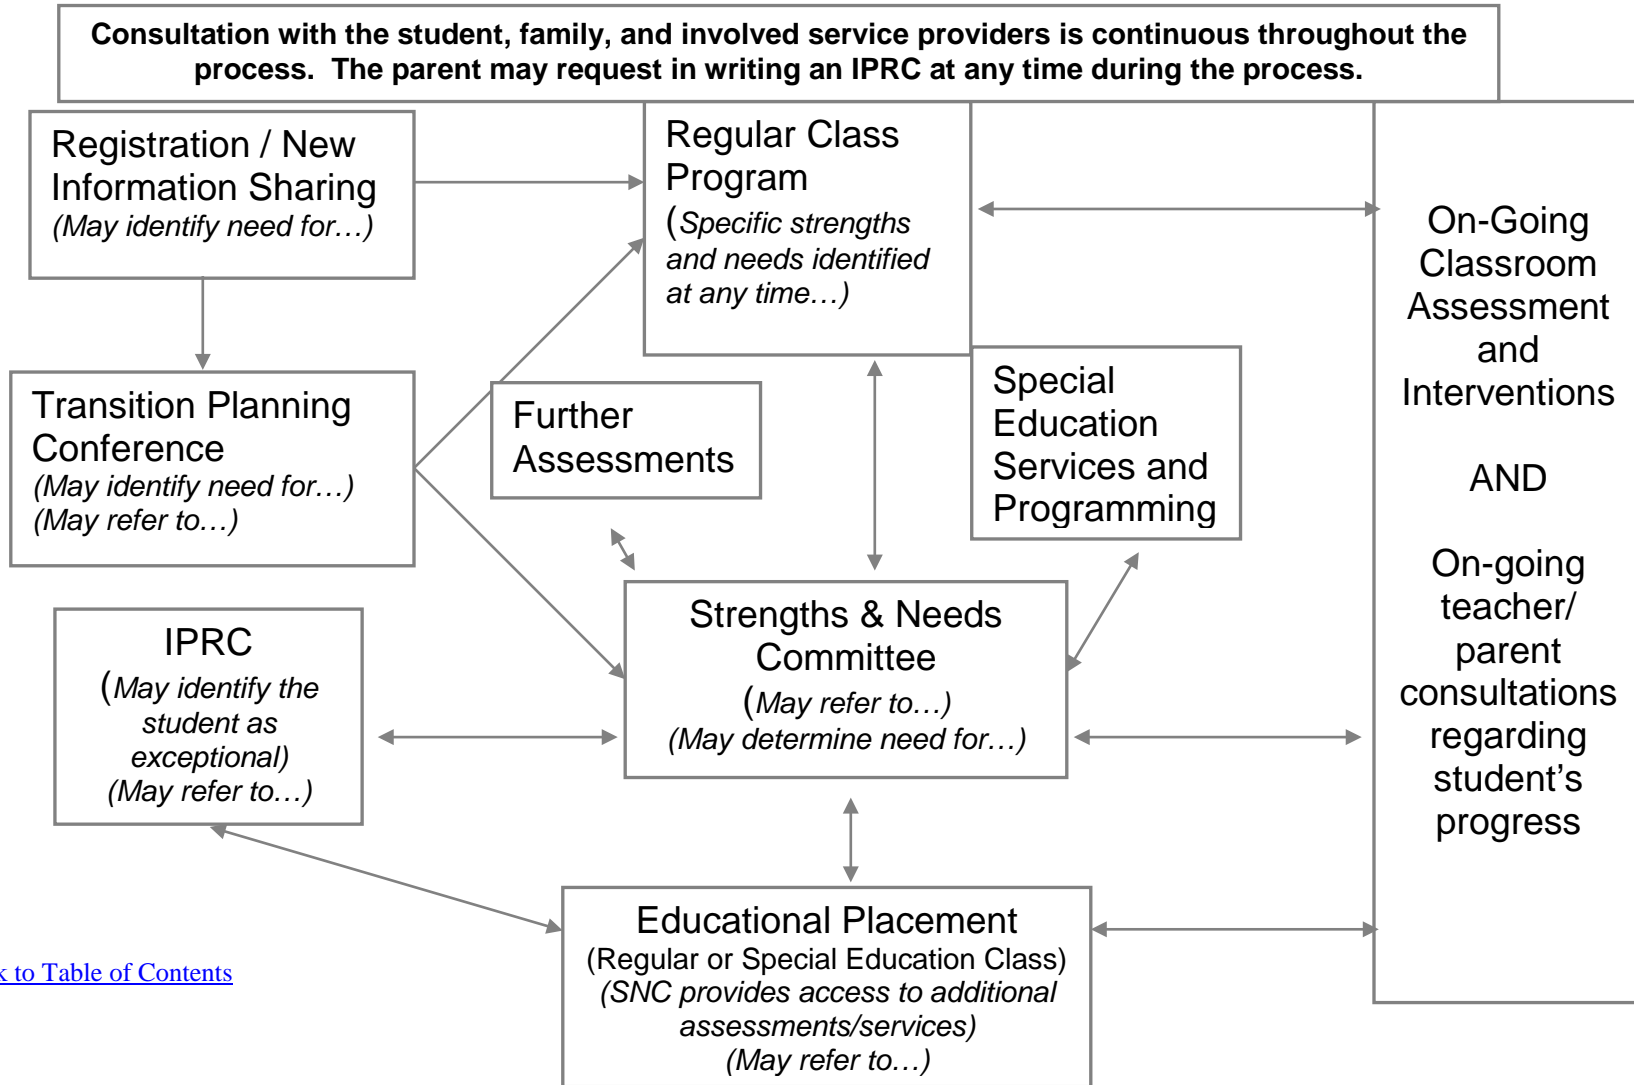 Consultation with the student, family, and involved service providers is continuous throughout the
process.  The parent may request in writing an IPRC at any time during the process.
Registration / New
Information Sharing
(May identify need for…)
Regular Class
Program
(Specific strengths
and needs identified
at any time…)
On-Going
Classroom
Assessment
and
Interventions
AND
On-going
teacher/
parent
consultations
regarding
student’s
progress
Transition Planning
Conference
(May identify need for…)
(May refer to…)
Further
Assessments
Special
Education
Services and
Programming
IPRC
(May identify the
student as
exceptional)
(May refer to…)
Strengths & Needs
Committee
(May refer to…)
(May determine need for…)
Educational Placement
(Regular or Special Education Class)
(SNC provides access to additional
assessments/services)
(May refer to…)
k to Table of Contents